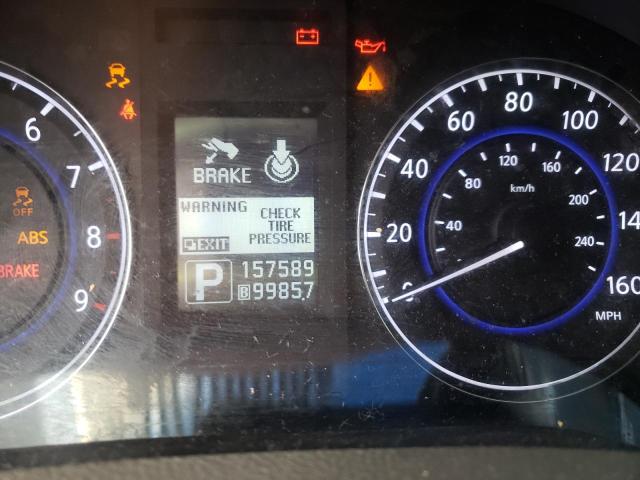 6
7
8
9
OFF
ABS
BRAKE
BRAKE
WARNING
CHECK
TIRE
PRESSURE
EXIT
P
157589
B 99857
0
20
40
60
80
100
120
160
MPH
40
80
120
160
200
240
km/h